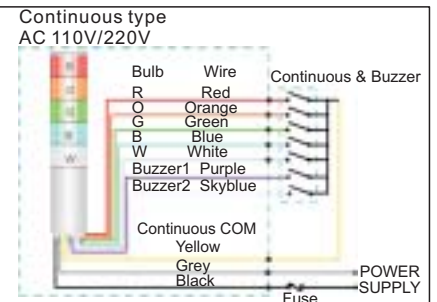 Continuous type
AC 110V/220V
Bulb Wire
Continuous & Buzzer
R Red
O Orange
G Green
B Blue
W White
Buzzer1 Purple
Buzzer2 Skyblue
Continuous COM
Yellow
Grey
Black
POWER
SUPPLY
Fuse
W